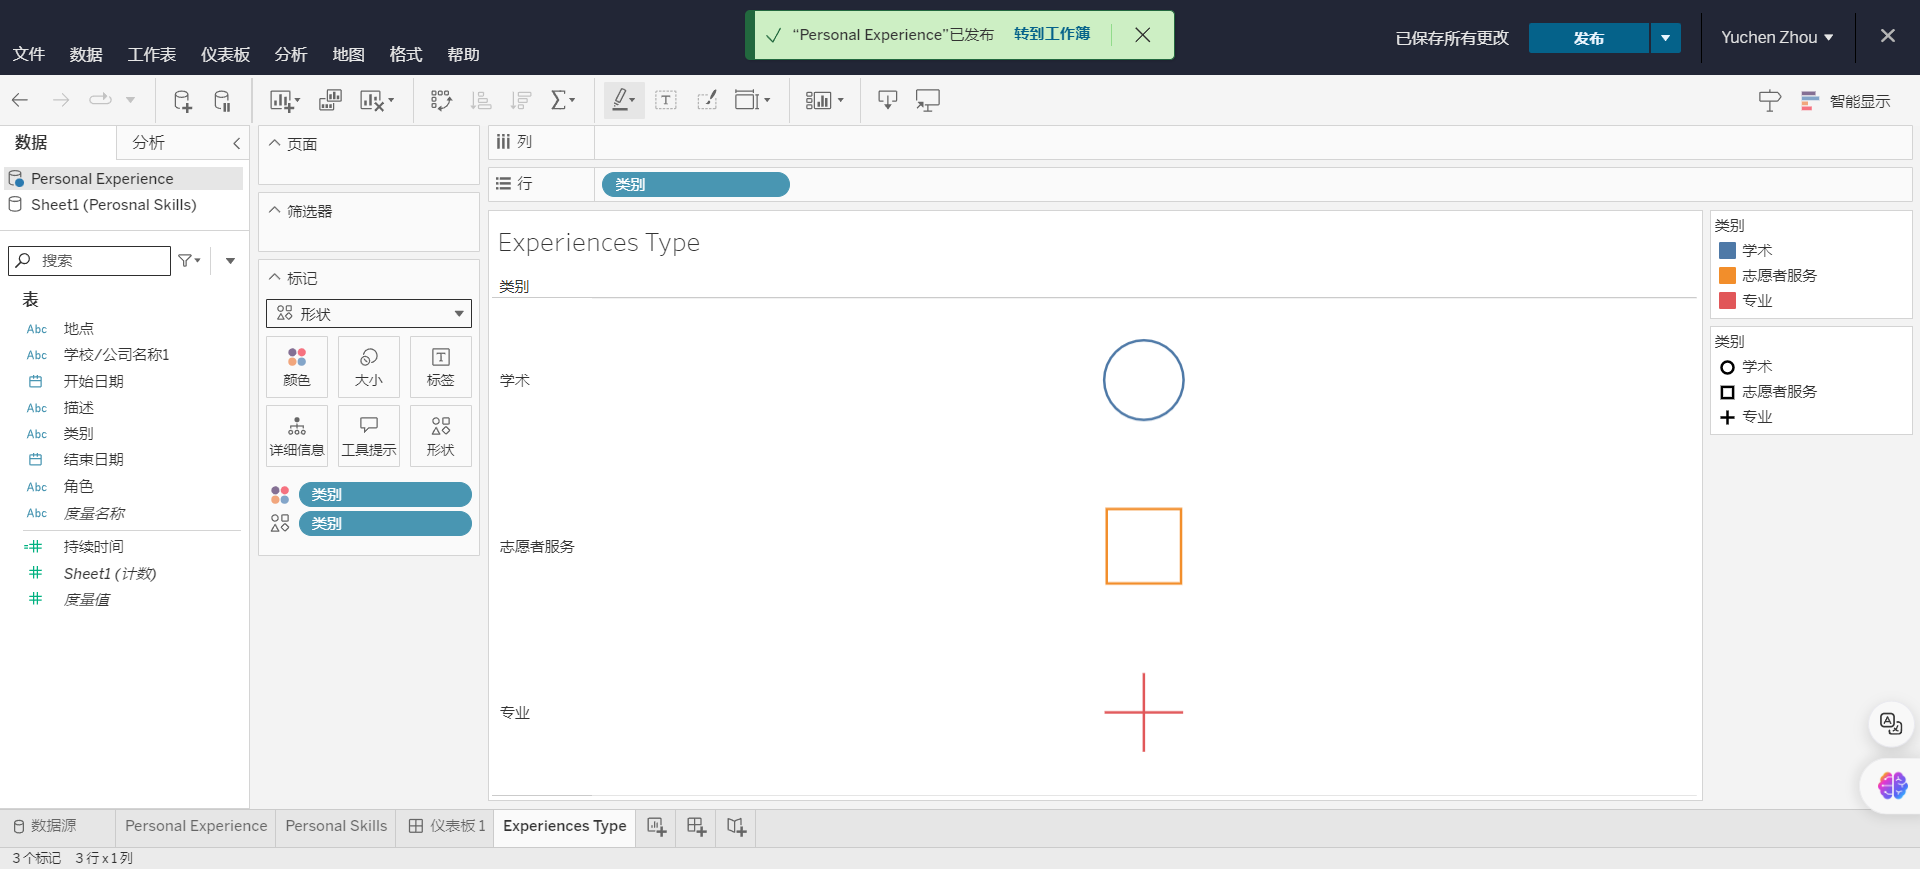 “Personal Experience”已发布 转到工作簿
文件 数据 工作表 仪表板 分析 地图 格式 帮助
已保存所有更改 发布 Yuchen Zhou
智能显示
数据 分析
Personal Experience
Sheet1 (Perosnal Skills)
搜索
表
Abc 地点
Abc 学校/公司名称1
开始日期
Abc 描述
Abc 类别
结束日期
Abc 角色
Abc 度量名称
持续时间
Sheet1 (计数)
度量值
页面
筛选器
标记
形状
颜色 大小 标签
详细信息 工具提示 形状
类别
类别
列
行 类别
Experiences Type
类别
学术
志愿者服务
专业
类别
学术
志愿者服务
专业
类别
学术
志愿者服务
专业
数据源 Personal Experience Personal Skills 仪表板 1 Experiences Type
3 个标记 3 行 x 1 列